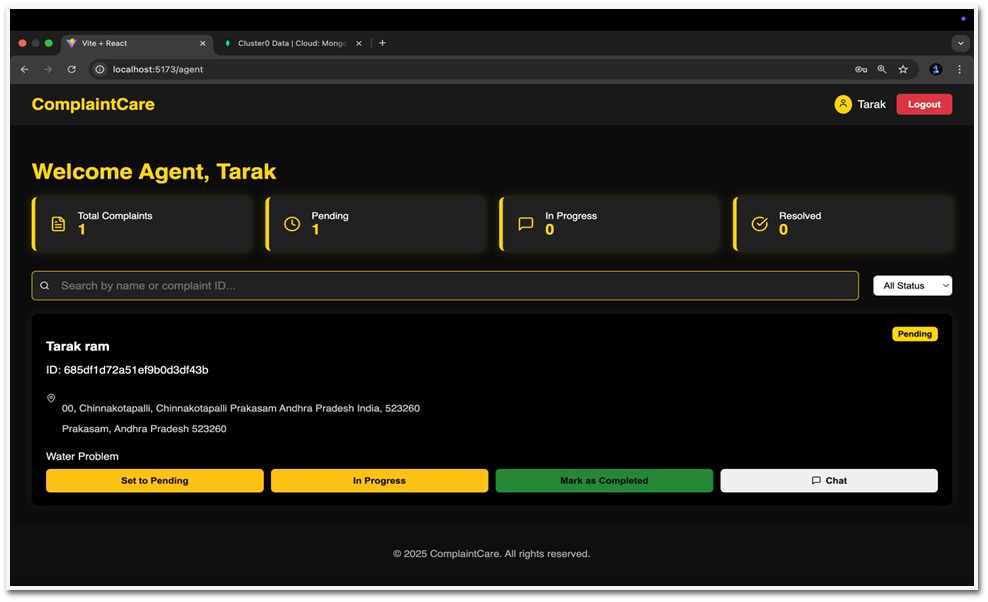 Vite + React
Cluster0 Data | Cloud: Mongo
localhost:5173/agent
ComplaintCare
Tarak
Logout
Welcome Agent, Tarak
Total Complaints
1
Pending
1
In Progress
0
Resolved
0
Search by name or complaint ID...
All Status
Pending
Tarak ram
ID: 685df1d72a51ef9b0d3df43b
00, Chinnakotapalli, Chinnakotapalli Prakasam Andhra Pradesh India, 523260
Prakasam, Andhra Pradesh 523260
Water Problem
Set to Pending
In Progress
Mark as Completed
Chat
© 2025 ComplaintCare. All rights reserved.